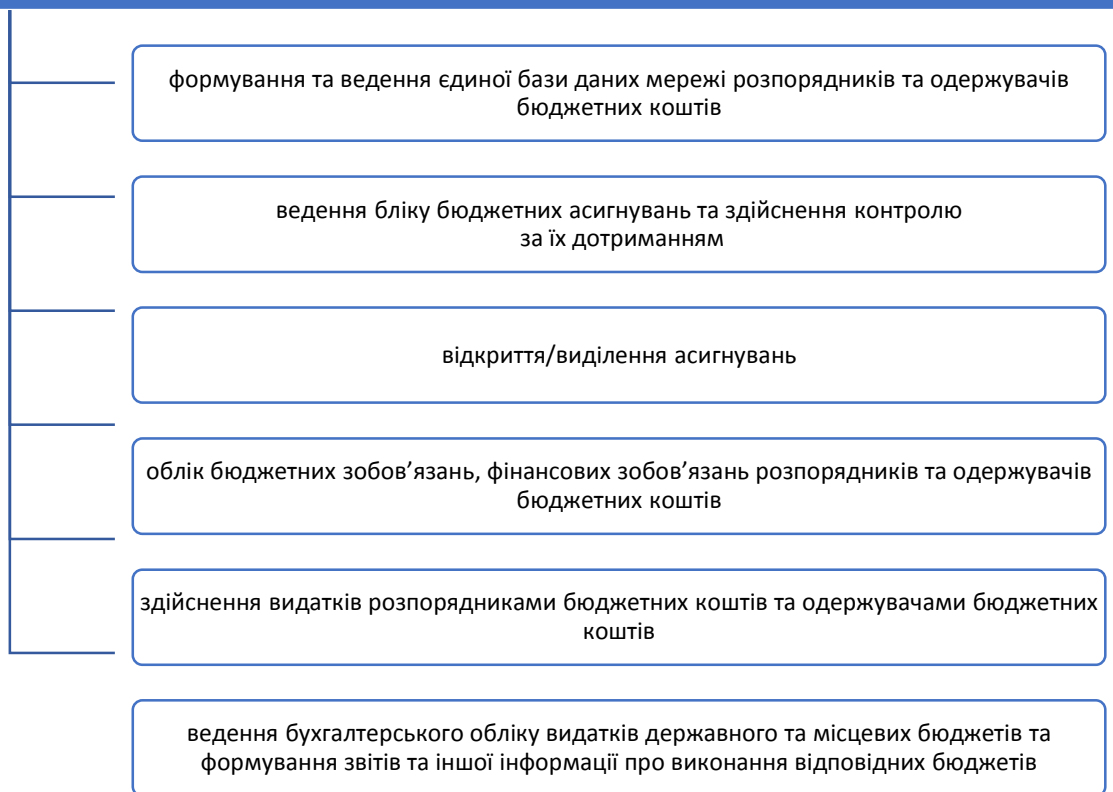 формування та ведення єдиної бази даних мережі розпорядників та одержувачів
бюджетних коштів
ведення бліку бюджетних асигнувань та здійснення контролю
за їх дотриманням
відкриття/виділення асигнувань
облік бюджетних зобов’язань, фінансових зобов’язань розпорядників та одержувачів
бюджетних коштів
здійснення видатків розпорядниками бюджетних коштів та одержувачами бюджетних
коштів
ведення бухгалтерського обліку видатків державного та місцевих бюджетів та
формування звітів та іншої інформації про виконання відповідних бюджетів